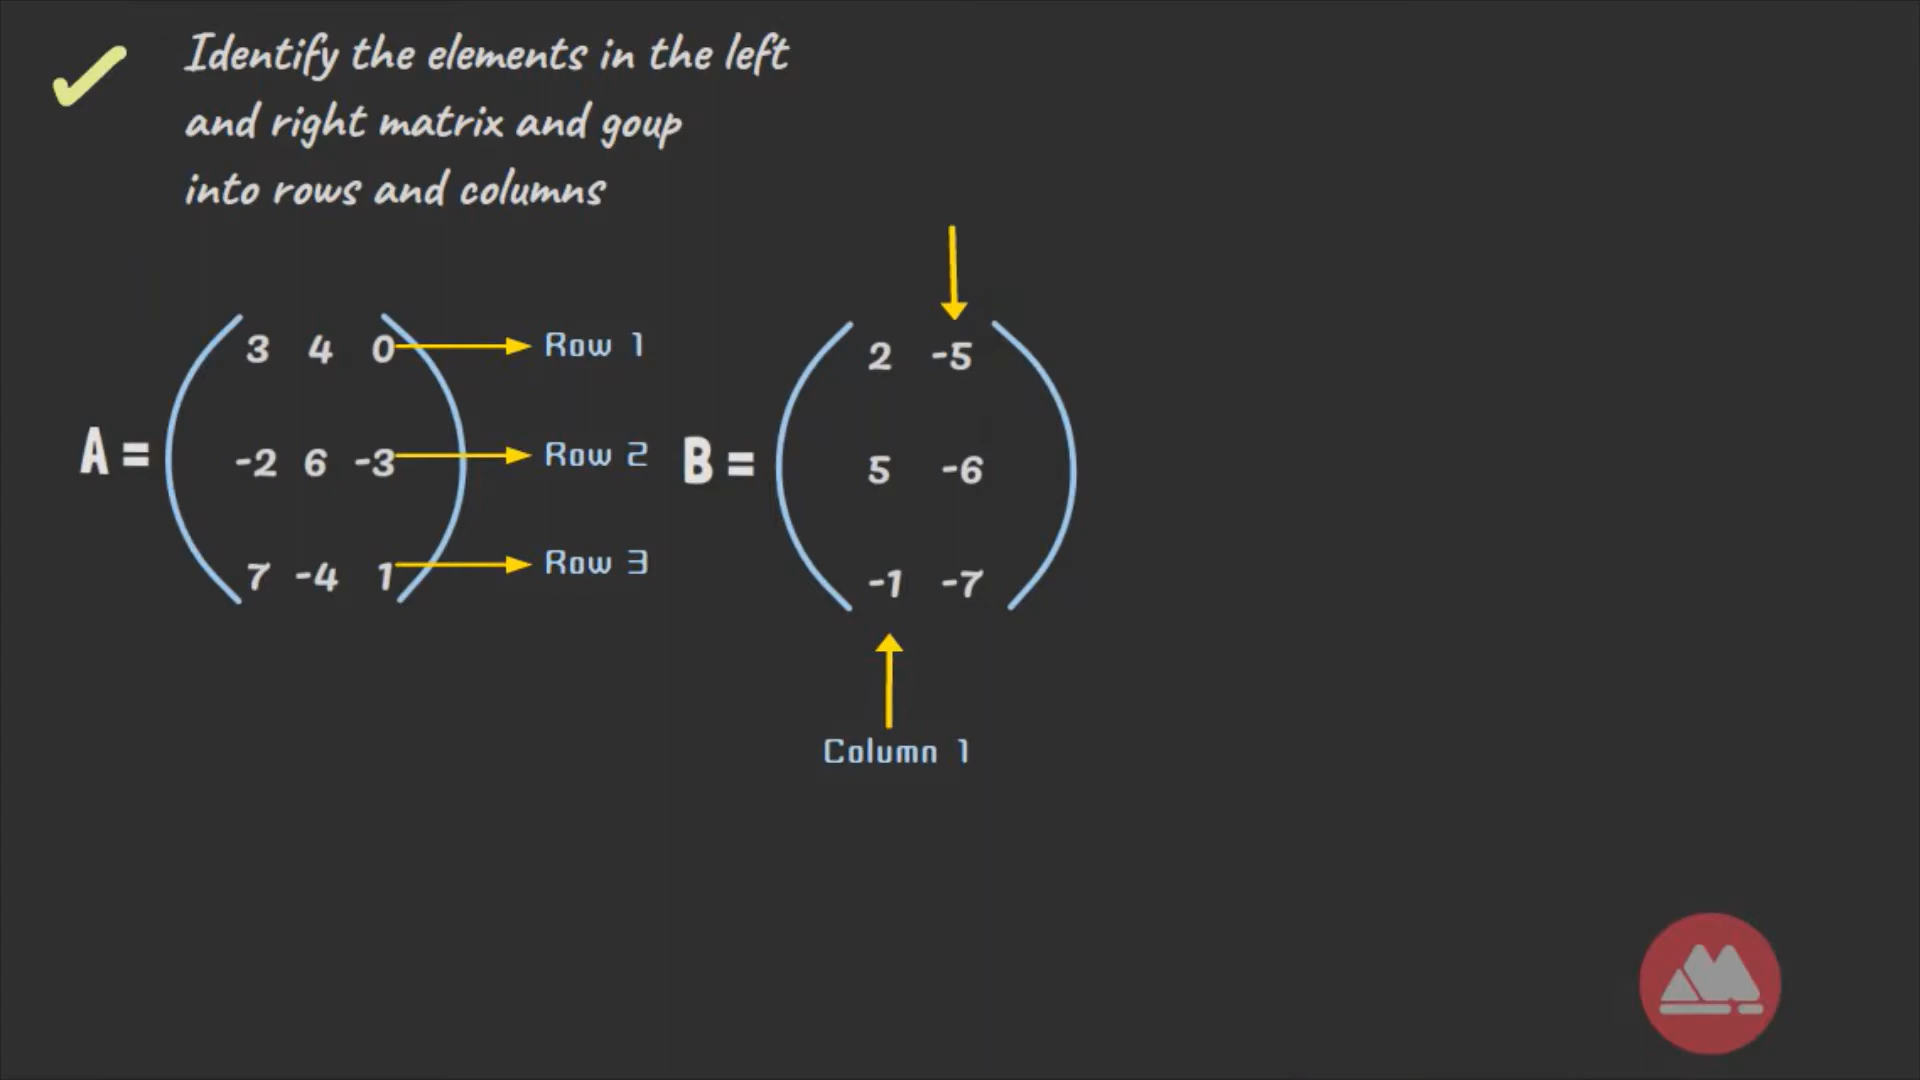 Identify the elements in the left
and right matrix and goup
into rows and columns
3 4 0 Row 1
A = -2 6 -3 Row 2
7 -4 1 Row 3
2 -5
B = 5 -6
-1 -7
Column 1